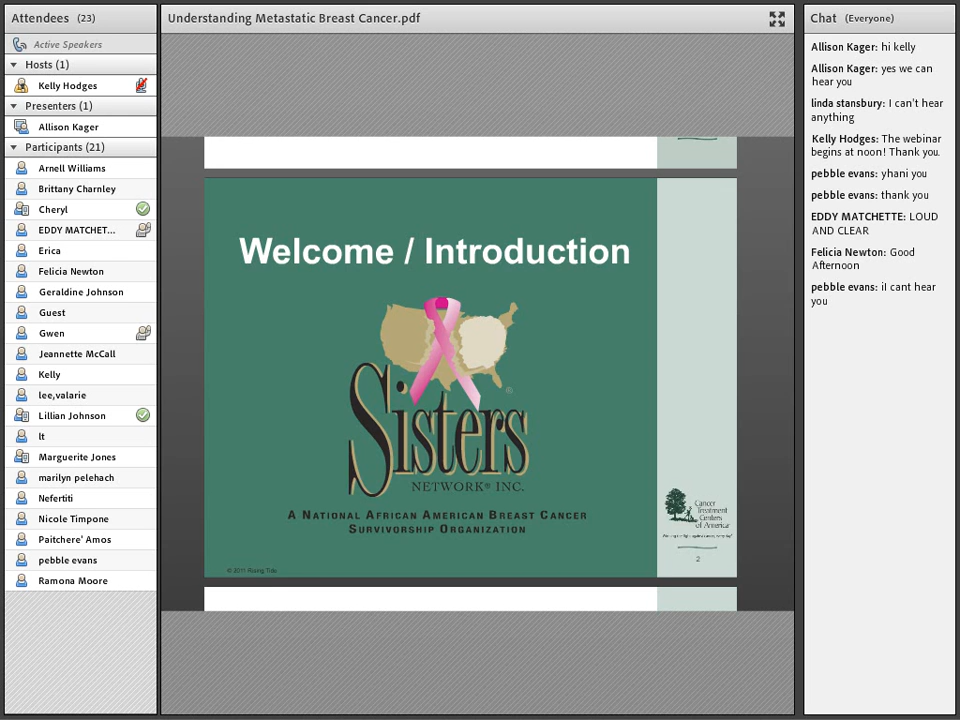 Attendees (23)
Active Speakers
Hosts (1)
Kelly Hodges
Presenters (1)
Allison Kager
Participants (21)
Arnell Williams
Brittany Charnley
Cheryl
EDDY MATCHET...
Erica
Felicia Newton
Geraldine Johnson
Guest
Gwen
Jeannette McCall
Kelly
lee,valarie
Lillian Johnson
lt
Marguerite Jones
marilyn pelehach
Nefertiti
Nicole Timpone
Paitchere' Amos
pebble evans
Ramona Moore
Understanding Metastatic Breast Cancer.pdf
Welcome / Introduction
Sisters
®
NETWORK® INC.
A NATIONAL AFRICAN AMERICAN BREAST CANCER
SURVIVORSHIP ORGANIZATION
© 2011 Rising Tide
Cancer
Treatment
Centers
of America
2
Chat (Everyone)
Allison Kager: hi kelly
Allison Kager: yes we can
hear you
linda stansbury: I can't hear
anything
Kelly Hodges: The webinar
begins at noon! Thank you.
pebble evans: yhani you
pebble evans: thank you
EDDY MATCHETTE: LOUD
AND CLEAR
Felicia Newton: Good
Afternoon
pebble evans: iI cant hear
you